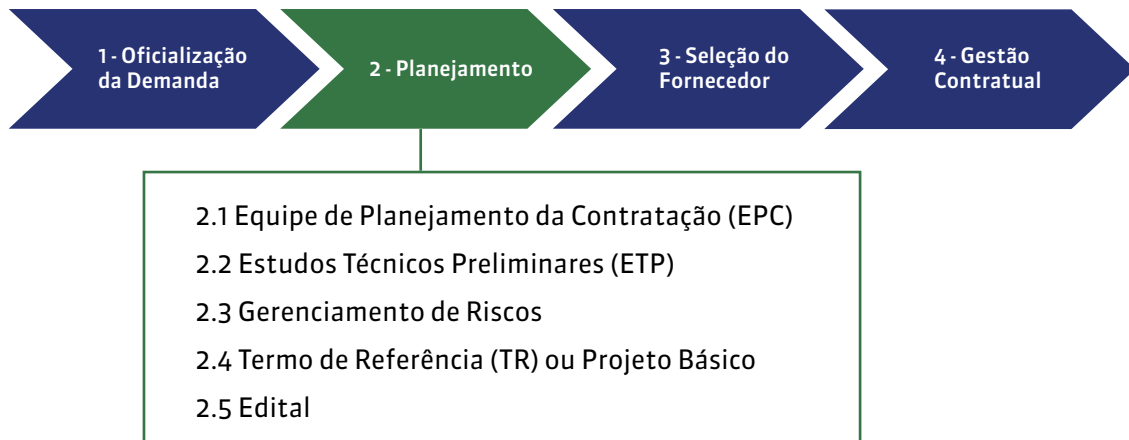 1 - Oficialização
da Demanda
2 - Planejamento
3 - Seleção do
Fornecedor
4 - Gestão
Contratual
2.1 Equipe de Planejamento da Contratação (EPC)
2.2 Estudos Técnicos Preliminares (ETP)
2.3 Gerenciamento de Riscos
2.4 Termo de Referência (TR) ou Projeto Básico
2.5 Edital